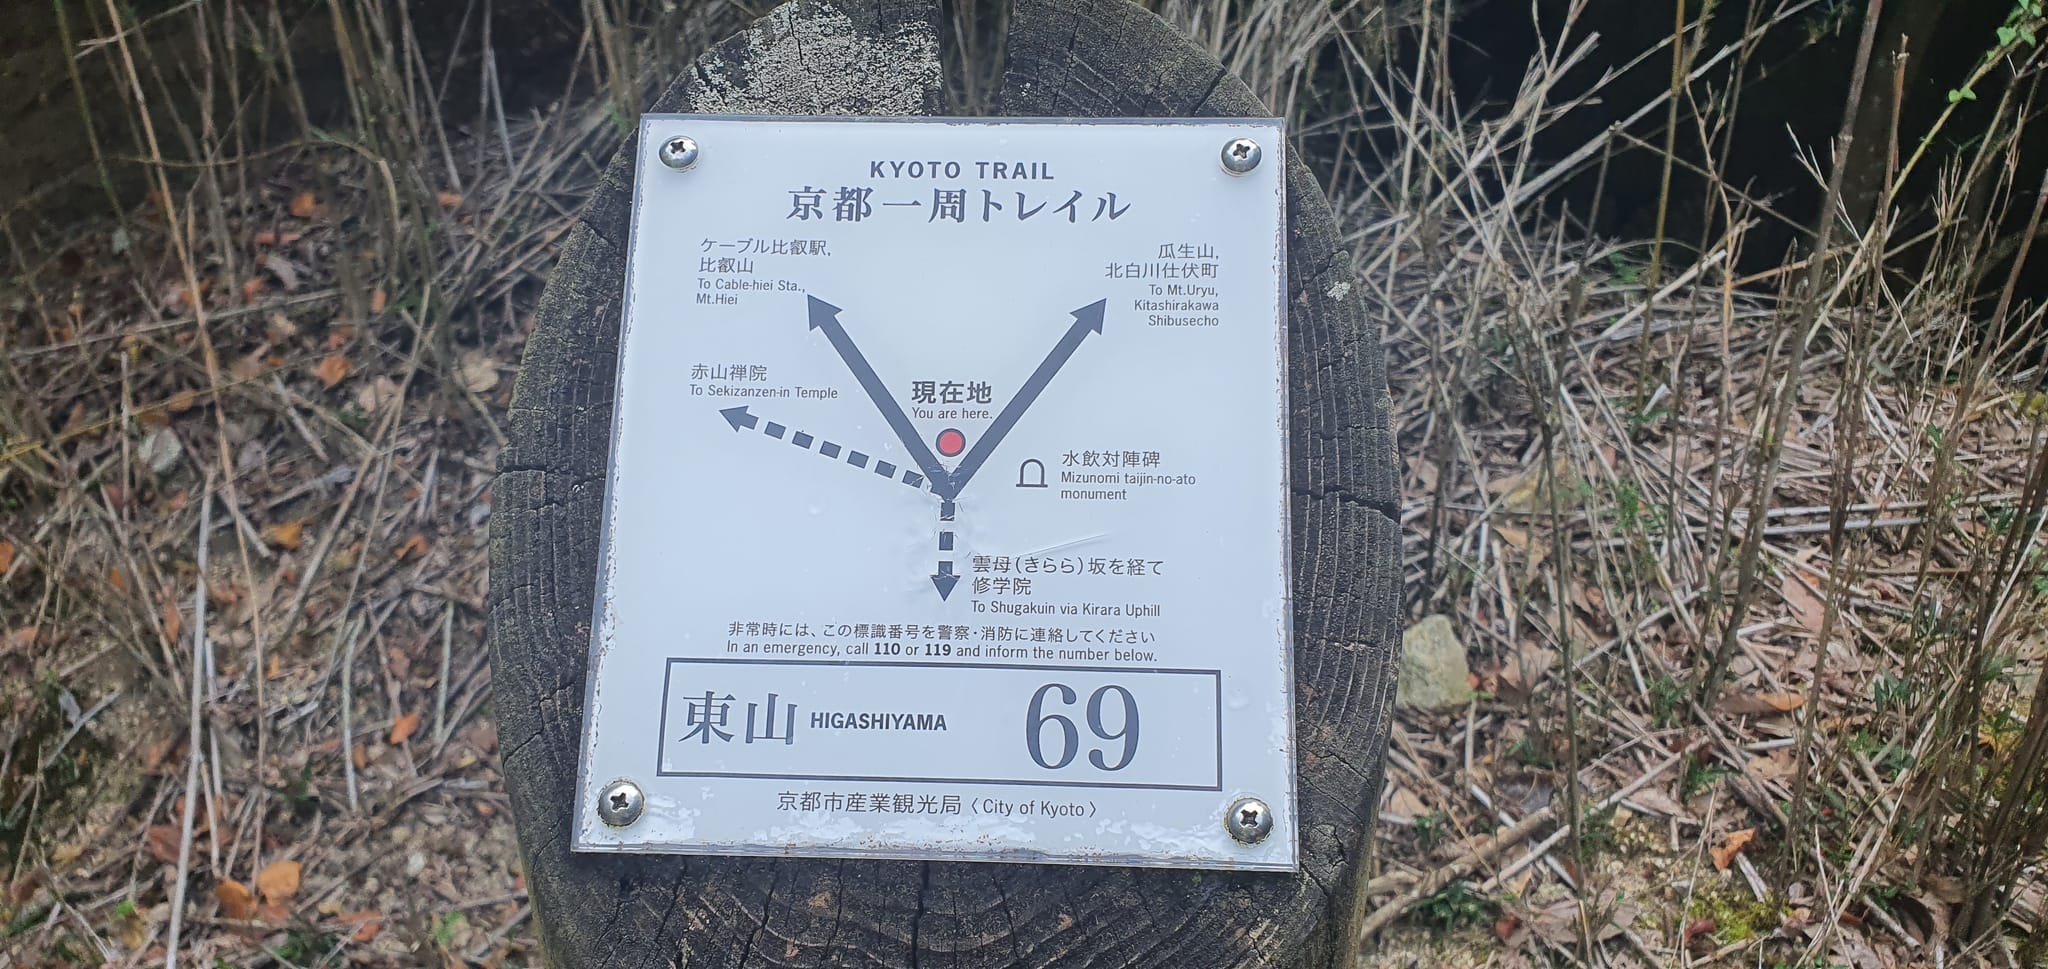 KYOTO TRAIL
京都一周トレイル
ケーブル比叡駅,
比叡山
To Cable-hiei Sta.,
Mt.Hiei
瓜生山,
北白川仕伏町
To Mt.Uryu,
Kitashirakawa
Shibusecho
赤山禅院
To Sekizanzen-in Temple
現在地
You are here.
水飲対陣碑
Mizunomi taijin-no-ato
monument
雲母(きらら)坂を経て
修学院
To Shugakuin via Kirara Uphill
非常時には、この標識番号を警察・消防に連絡してください
In an emergency, call 110 or 119 and inform the number below.
東山 HIGASHIYAMA 69
京都市産業観光局〈City of Kyoto〉